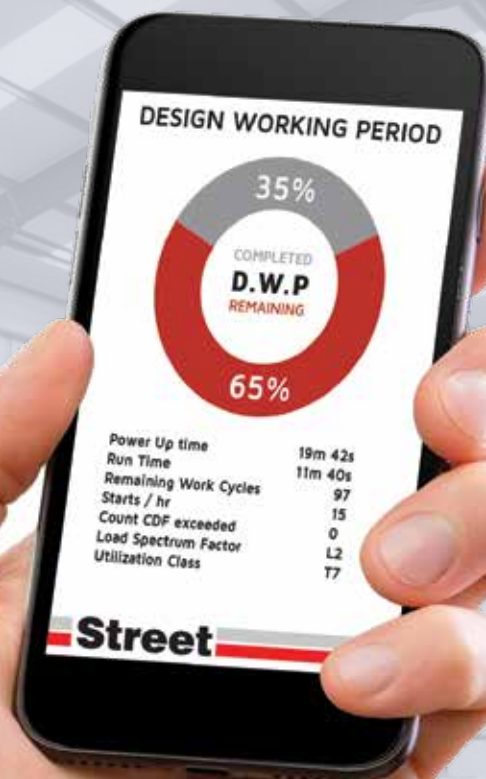 DESIGN WORKING PERIOD
35%
COMPLETED
D.W.P
REMAINING
65%
Power Up time 19m 42s
Run Time 11m 40s
Remaining Work Cycles 97
Starts / hr 15
Count CDF exceeded 0
Load Spectrum Factor L2
Utilization Class T7
Street